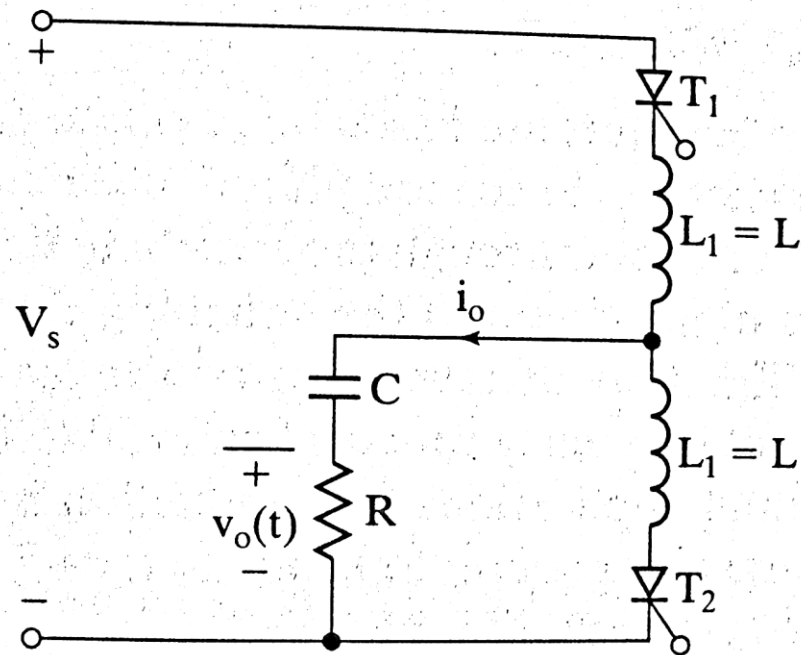 +
T₁
L₁ = L
iₒ
Vₛ
C
+
vₒ(t)
R
L₁ = L
−
−
T₂